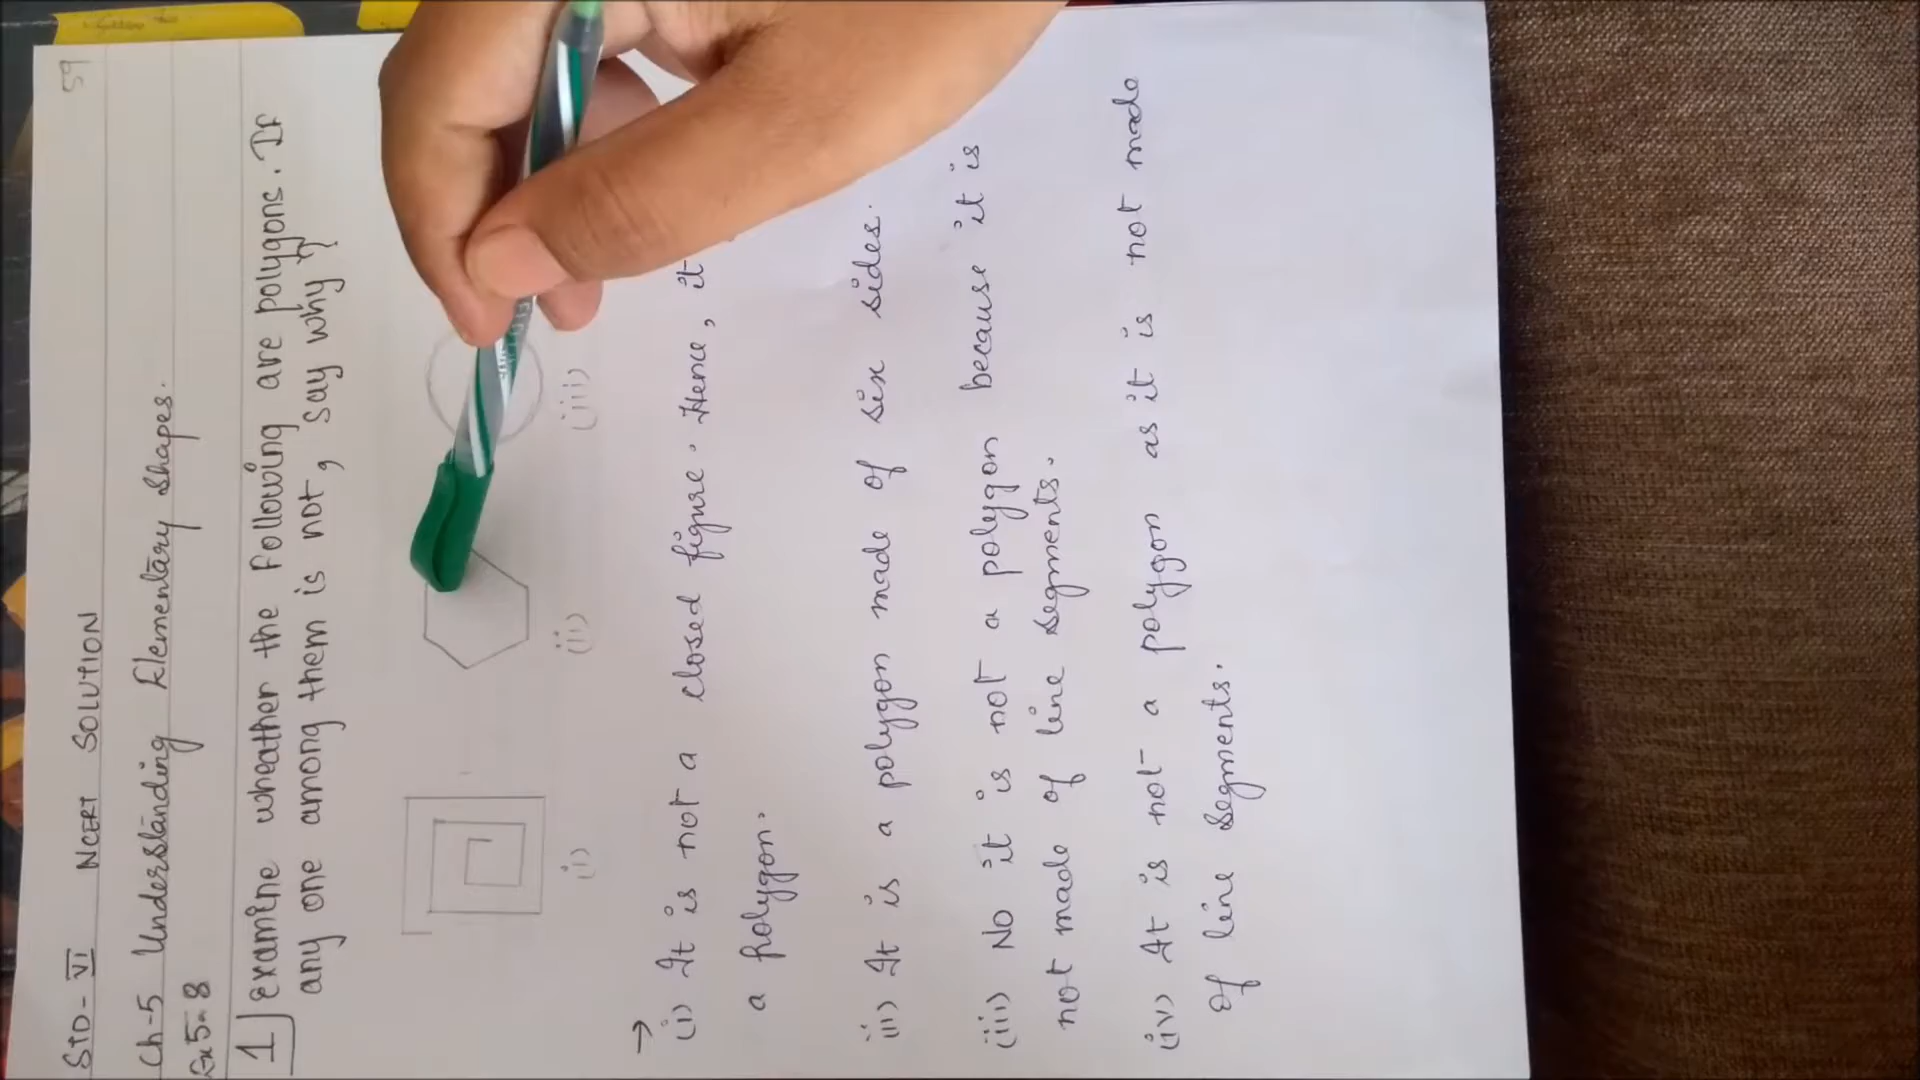 59
STD - VI NCERT SOLUTION
Ch-5 Understanding Elementary Shapes.
Ex 5.8
1 Examine wheather the following are polygons. If
any one among them is not, say why?
(i) (ii) (iii)
→
(i) It is not a closed figure. Hence, it
a polygon.
ii) It is a polygon made of six sides.
(iii) No it is not a polygon because it is
not made of line segments.
(iv) It is not a polygon as it is not made
of line segments.